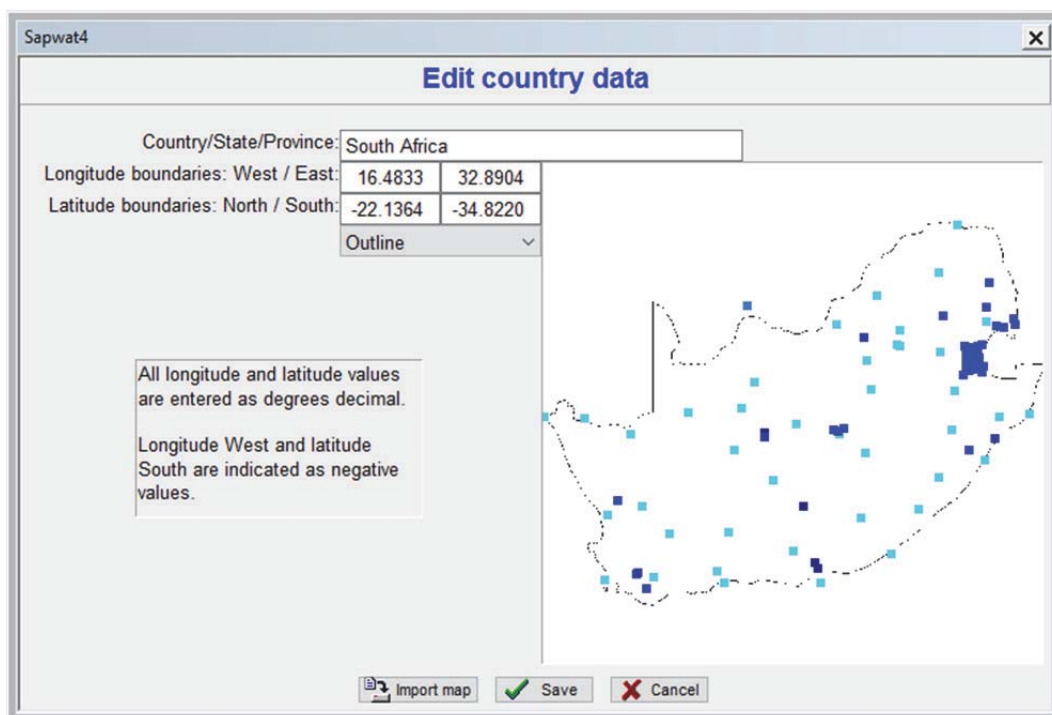 Sapwat4
Edit country data
Country/State/Province: South Africa
Longitude boundaries: West / East: 16.4833 32.8904
Latitude boundaries: North / South: -22.1364 -34.8220
Outline
All longitude and latitude values
are entered as degrees decimal.
Longitude West and latitude
South are indicated as negative
values.
Import map Save Cancel